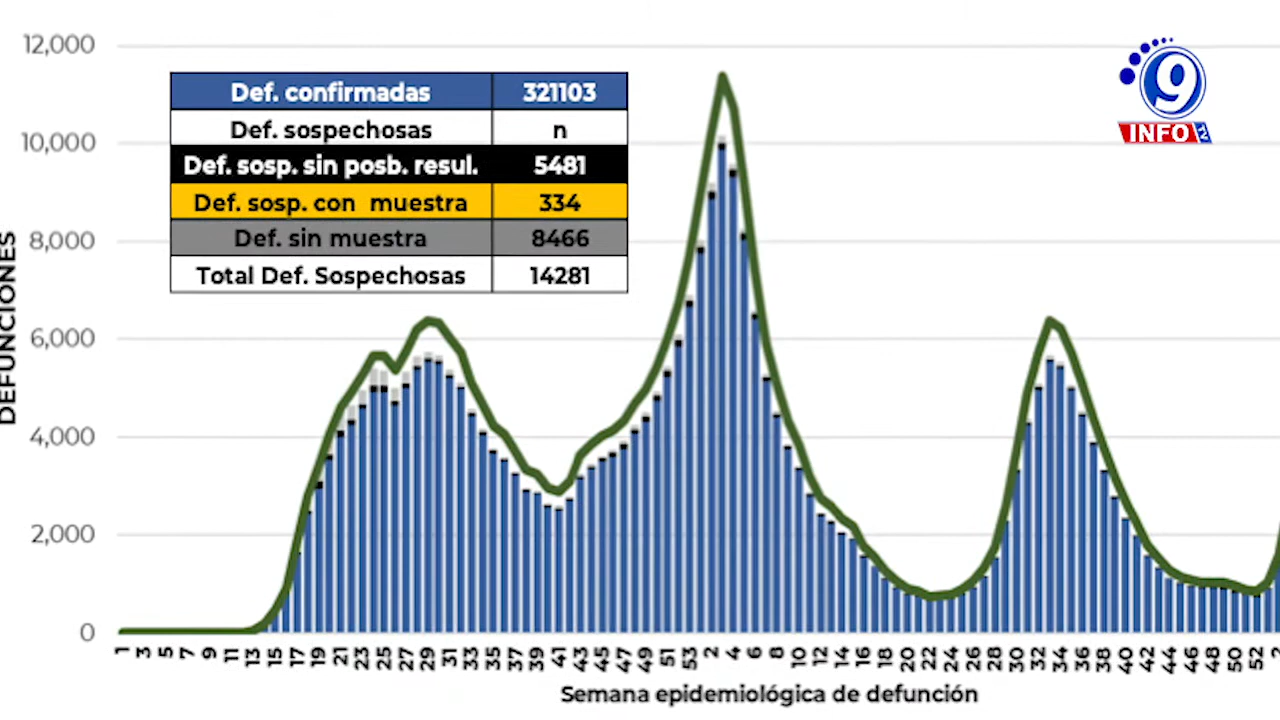 12,000
10,000
8,000
6,000
4,000
2,000
0
DEFUNCIONES
Def. confirmadas 321103
Def. sospechosas n
Def. sosp. sin posb. resul. 5481
Def. sosp. con muestra 334
Def. sin muestra 8466
Total Def. Sospechosas 14281
9
INFO TV
1 3 5 7 9 11 13 15 17 19 21 23 25 27 29 31 33 35 37 39 41 43 45 47 49 51 53 2 4 6 8 10 12 14 16 18 20 22 24 26 28 30 32 34 36 38 40 42 44 46 48 50 52 2
Semana epidemiológica de defunción